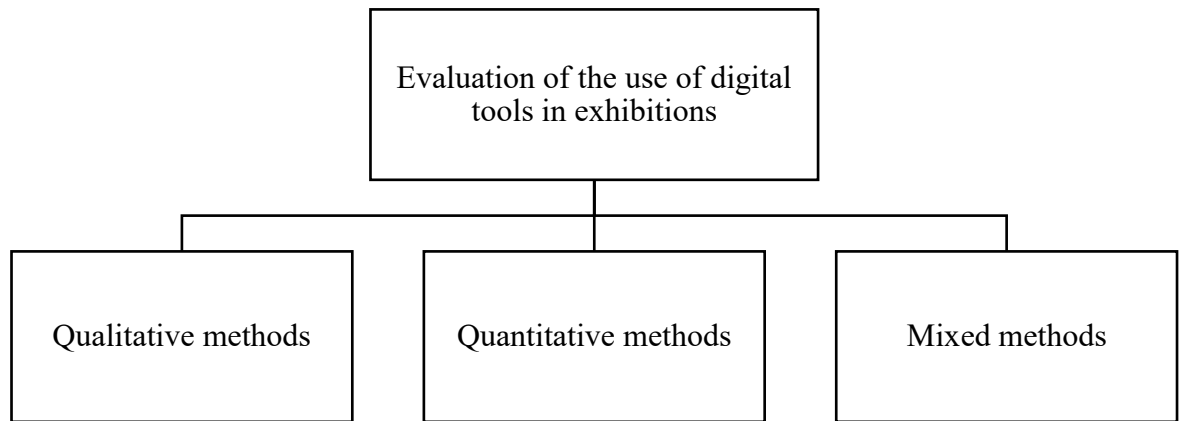 Evaluation of the use of digital
tools in exhibitions
Qualitative methods
Quantitative methods
Mixed methods